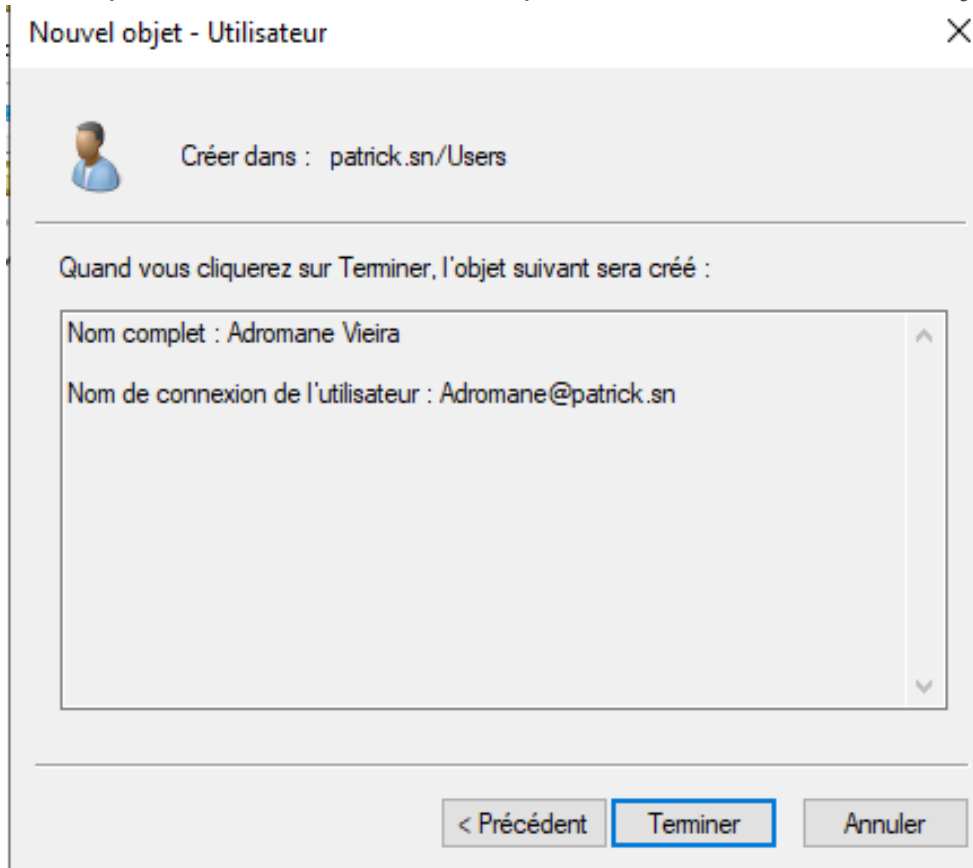 Nouvel objet - Utilisateur
Créer dans : patrick.sn/Users
Quand vous cliquerez sur Terminer, l'objet suivant sera créé :
Nom complet : Adromane Vieira
Nom de connexion de l'utilisateur : Adromane@patrick.sn
< Précédent Terminer Annuler